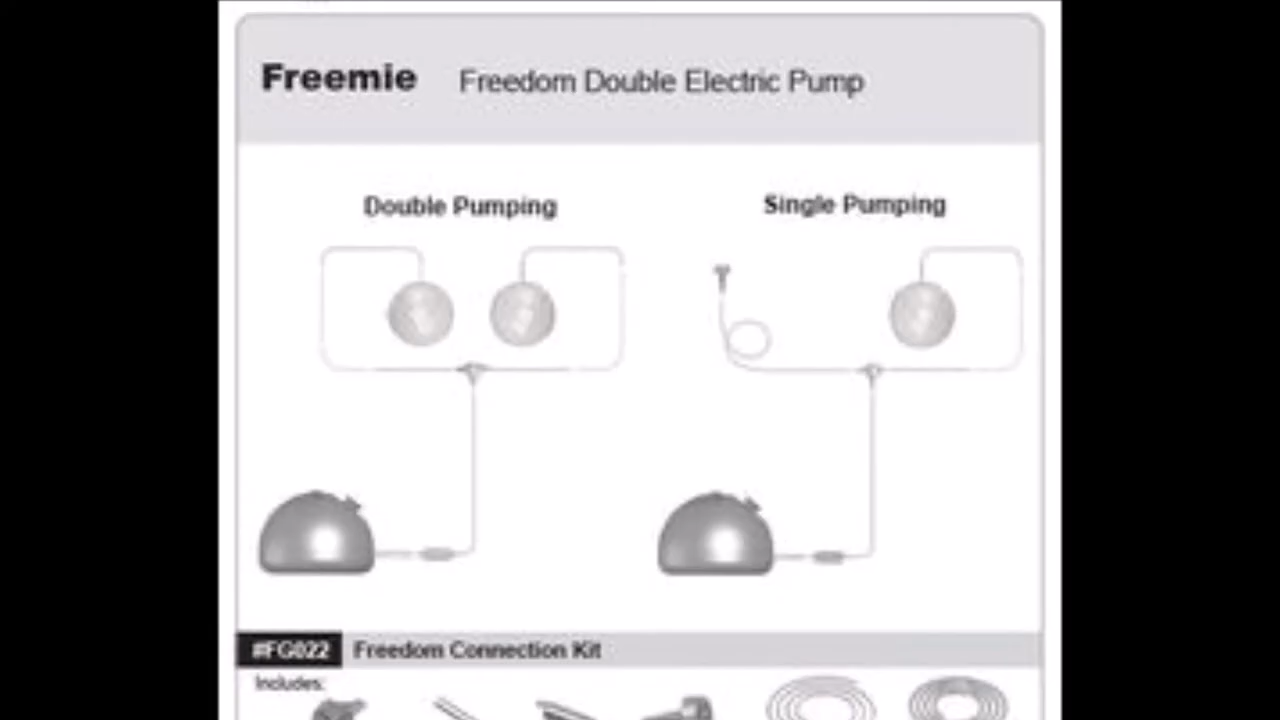 Freemie Freedom Double Electric Pump
Double Pumping
Single Pumping
#FG022 Freedom Connection Kit
Includes: